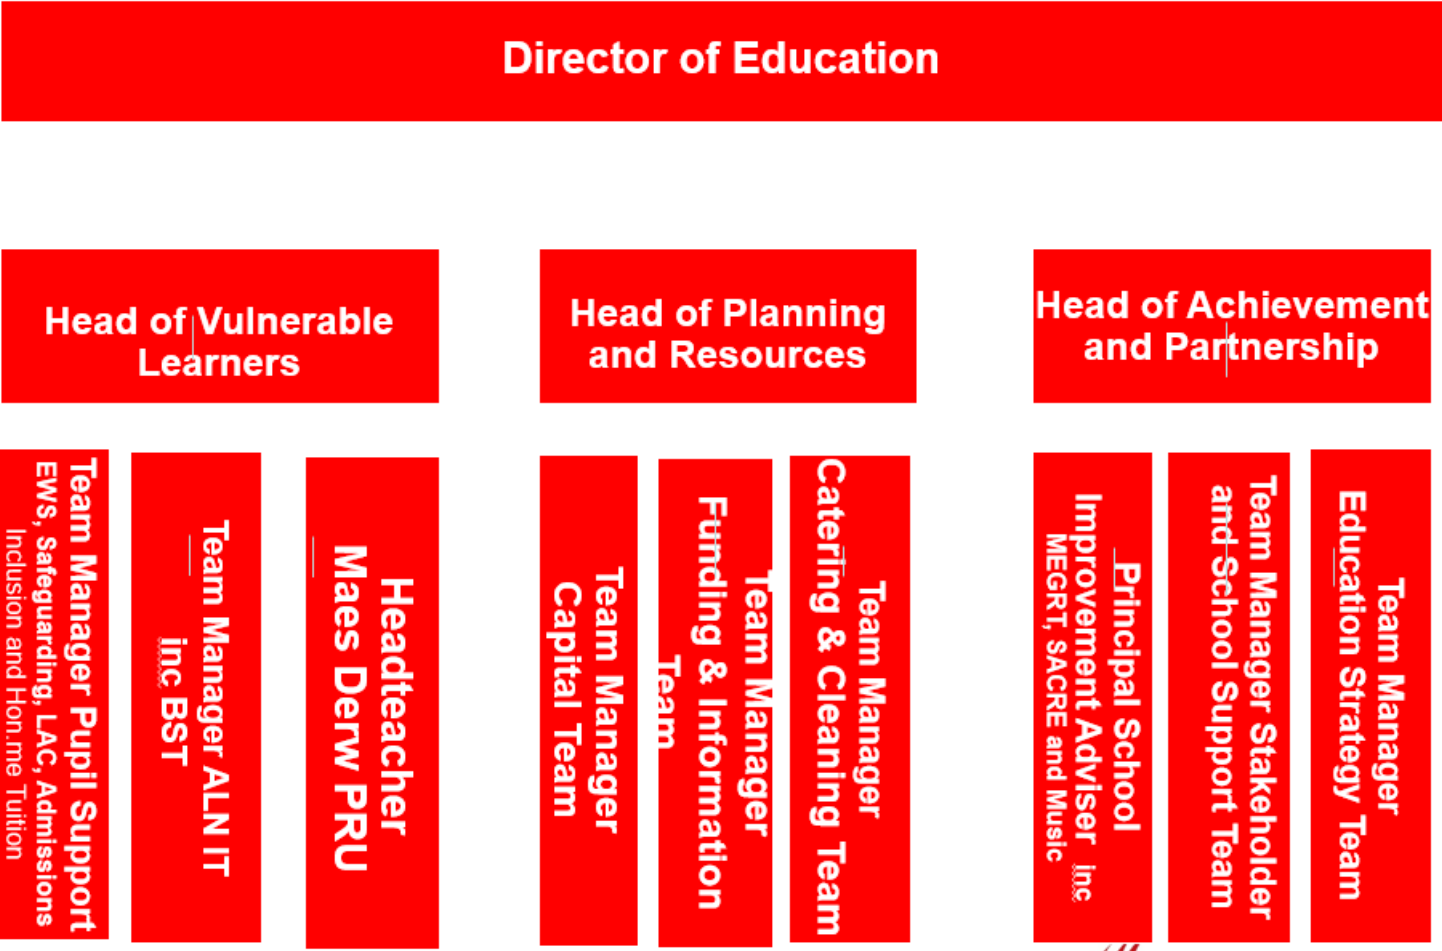 Director of Education
Head of Vulnerable
Learners
Head of Planning
and Resources
Head of Achievement
and Partnership
Team Manager Pupil Support
EWS, Safeguarding, LAC, Admissions
Inclusion and Hon.me Tuition
Team Manager ALN IT
inc BST
Headteacher
Maes Derw PRU
Team Manager
Capital Team
Team Manager
Funding & Information
Team
Team Manager
Catering & Cleaning Team
Principal School
Improvement Adviser inc
MEGRT, SACRE and Music
Team Manager Stakeholder
and School Support Team
Team Manager
Education Strategy Team